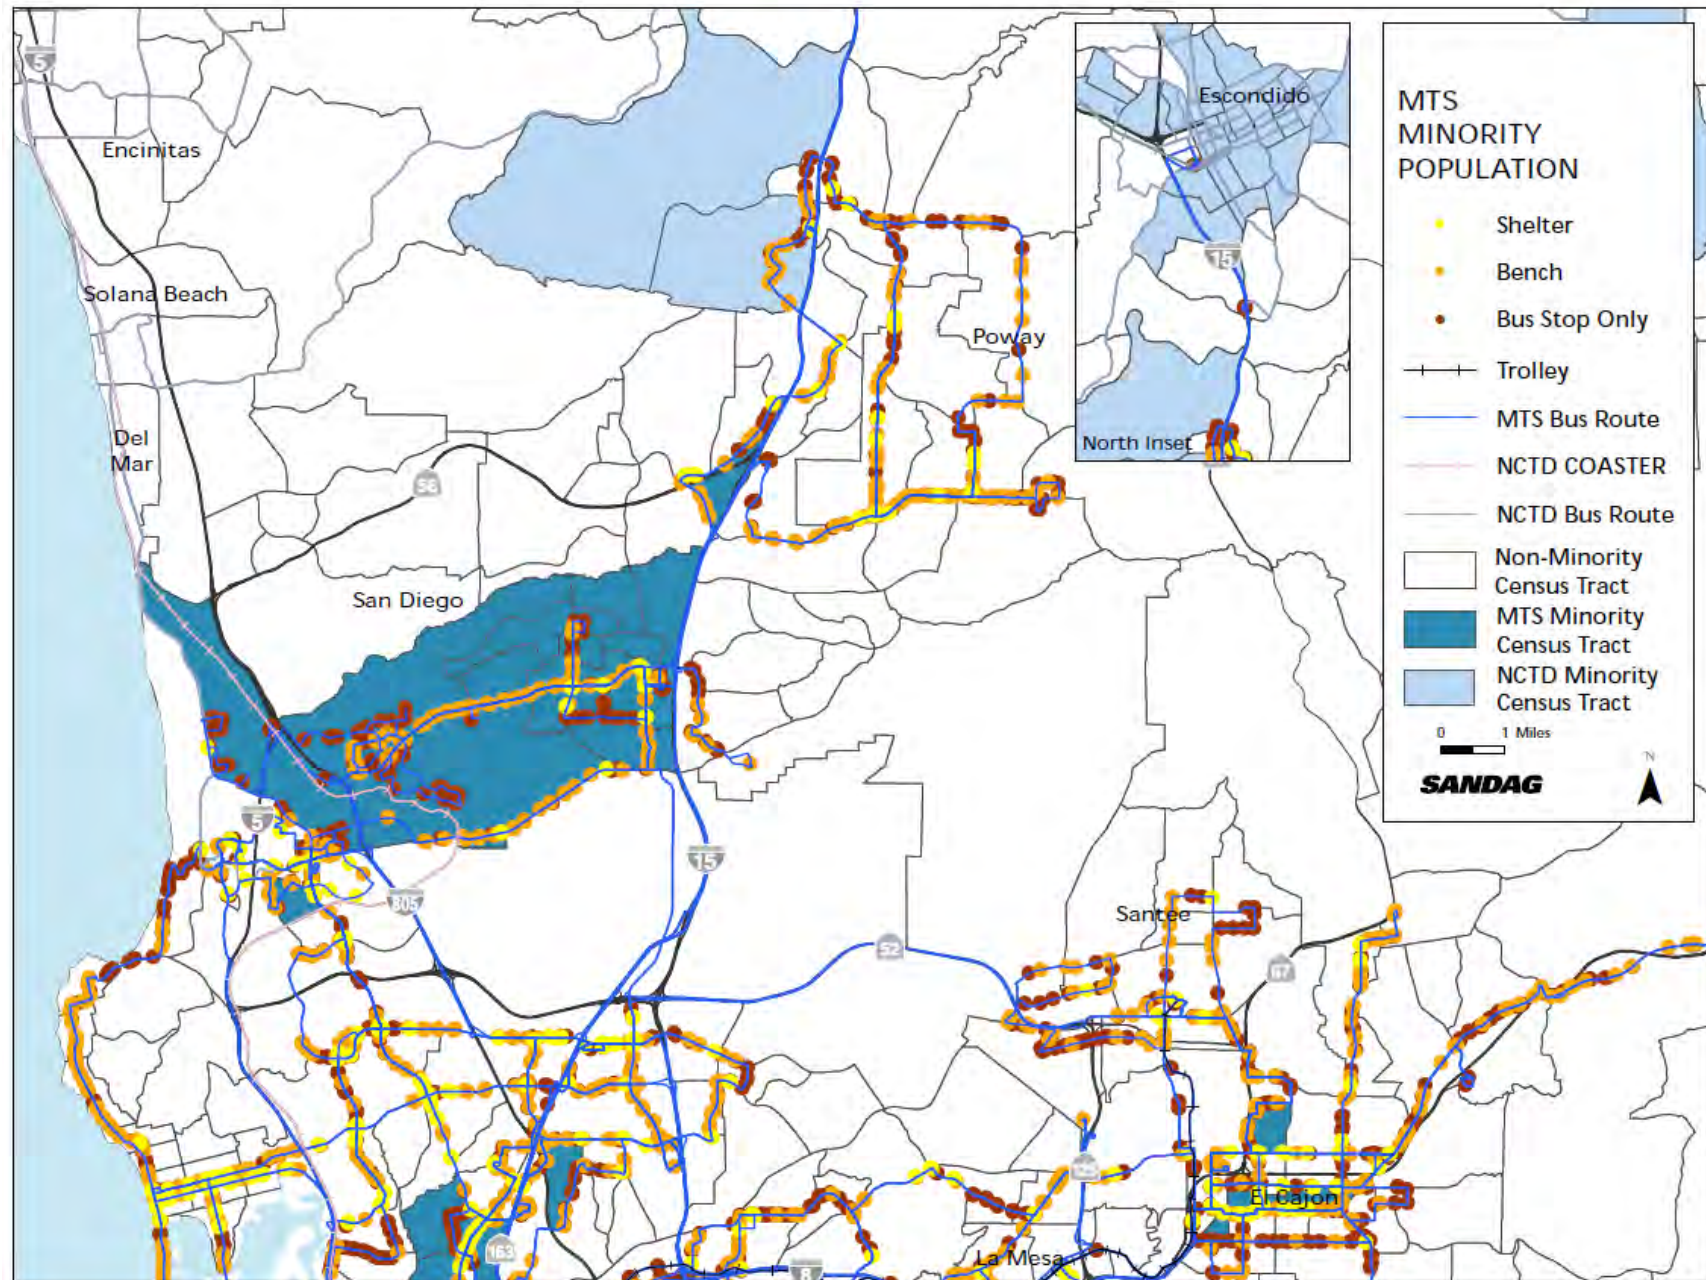 5
Encinitas
Solana Beach
Del
Mar
56
San Diego
Poway
5
805
15
52
Santee
67
163
8
La Mesa
El Cajon
Escondido
15
North Inset
MTS
MINORITY
POPULATION
Shelter
Bench
Bus Stop Only
Trolley
MTS Bus Route
NCTD COASTER
NCTD Bus Route
Non-Minority
Census Tract
MTS Minority
Census Tract
NCTD Minority
Census Tract
0 1 Miles
N
SANDAG